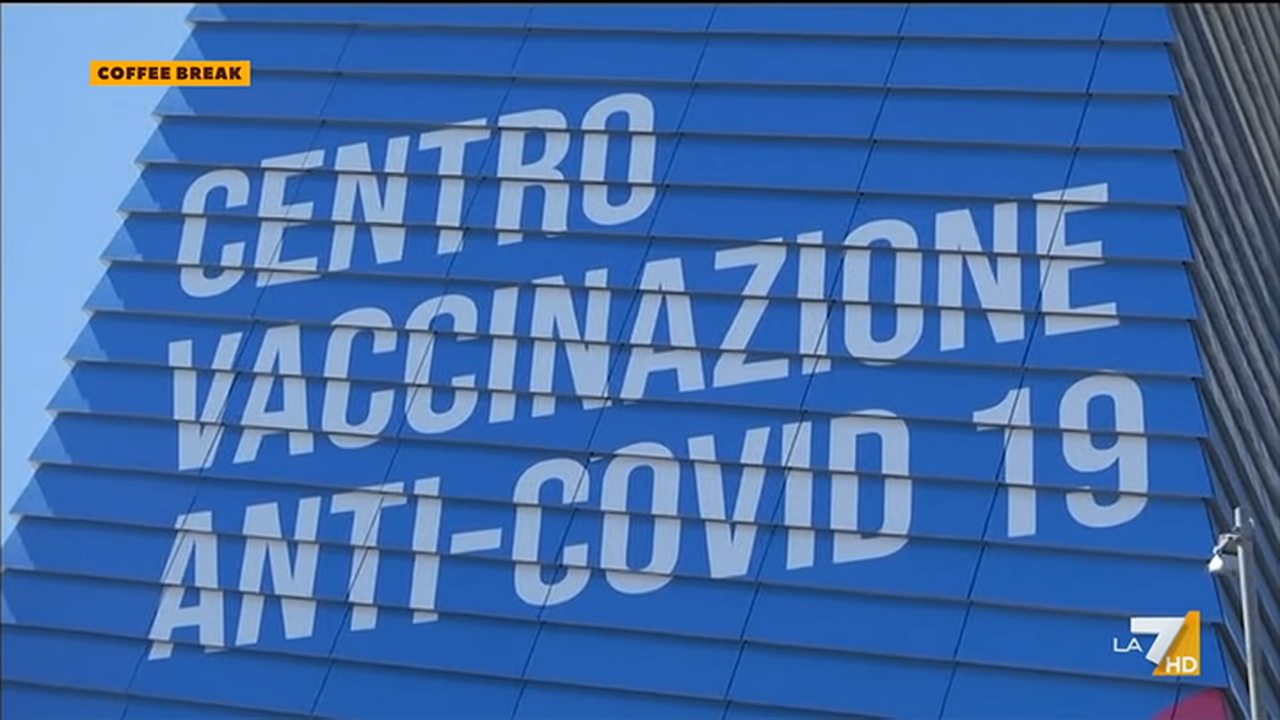 COFFEE BREAK
CENTRO
VACCINAZIONE
ANTI-COVID 19
LA7
HD